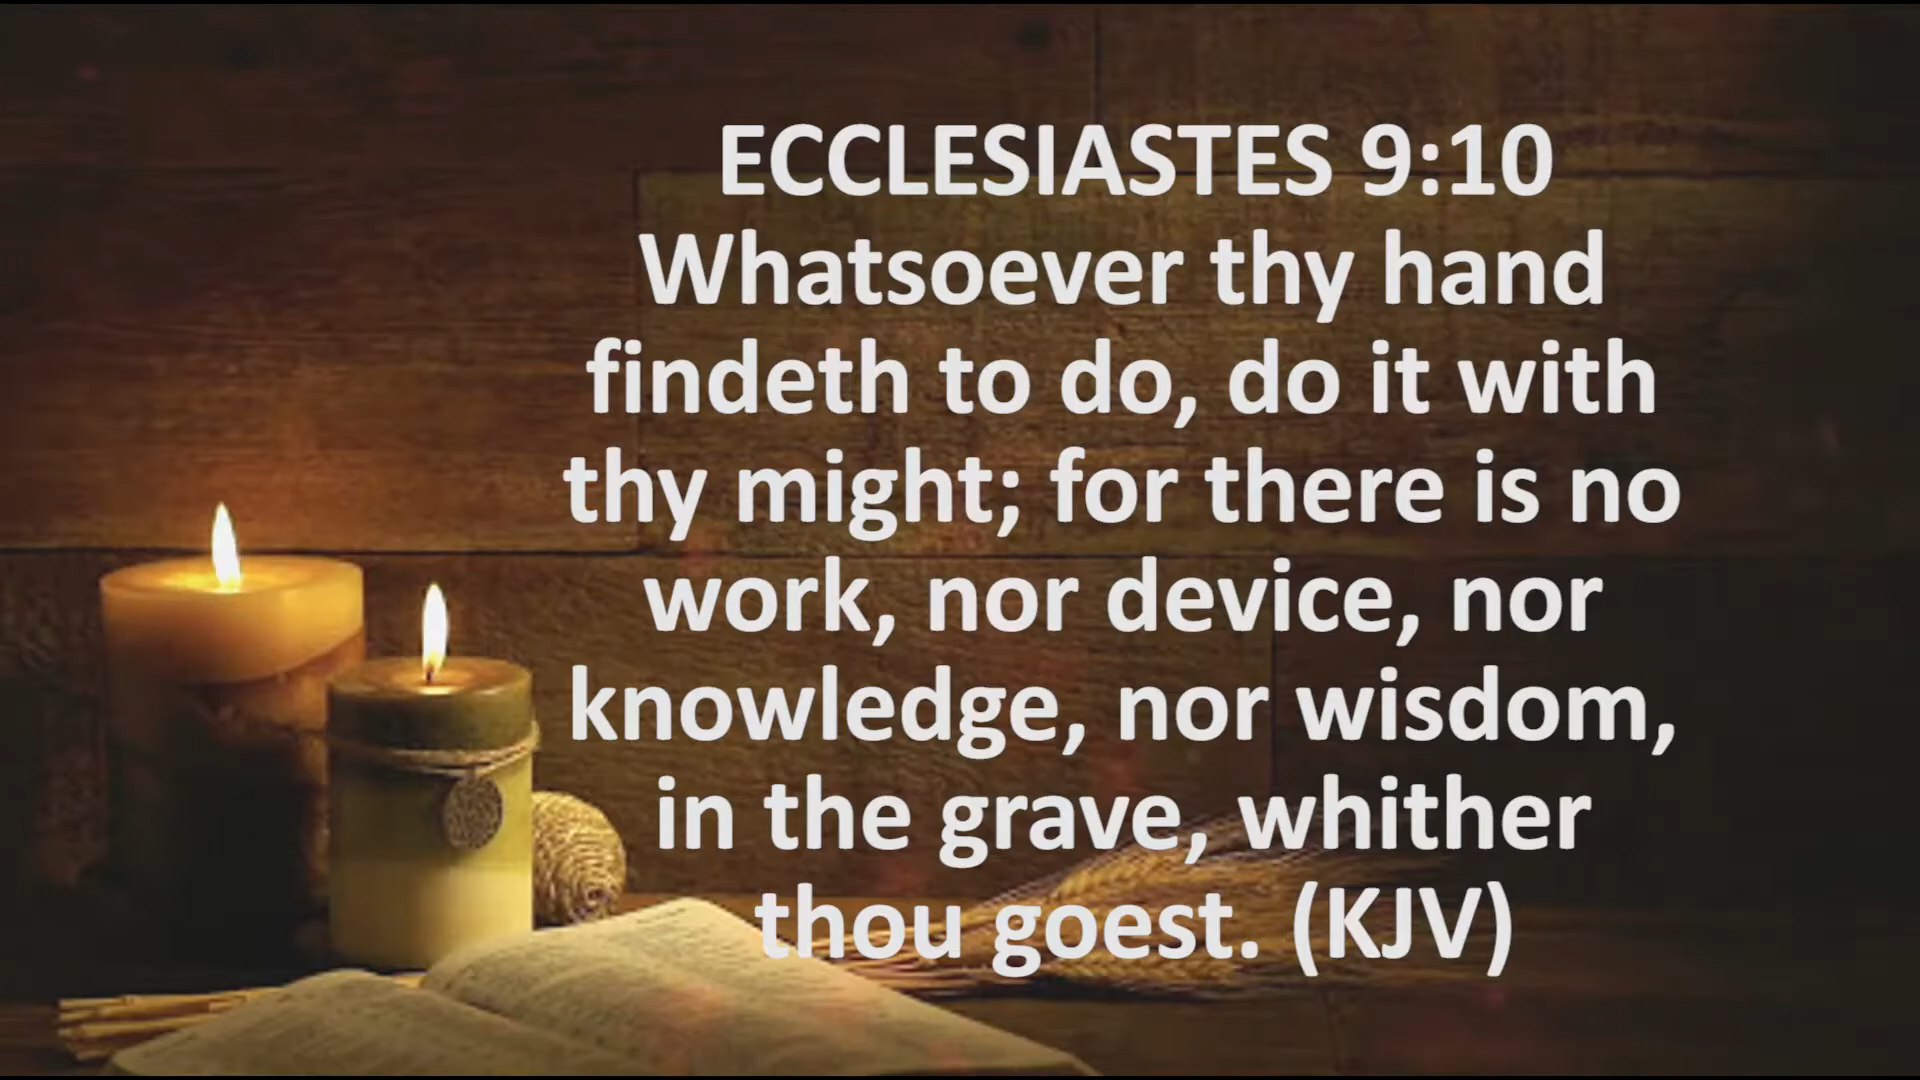 ECCLESIASTES 9:10
Whatsoever thy hand
findeth to do, do it with
thy might; for there is no
work, nor device, nor
knowledge, nor wisdom,
in the grave, whither
thou goest. (KJV)